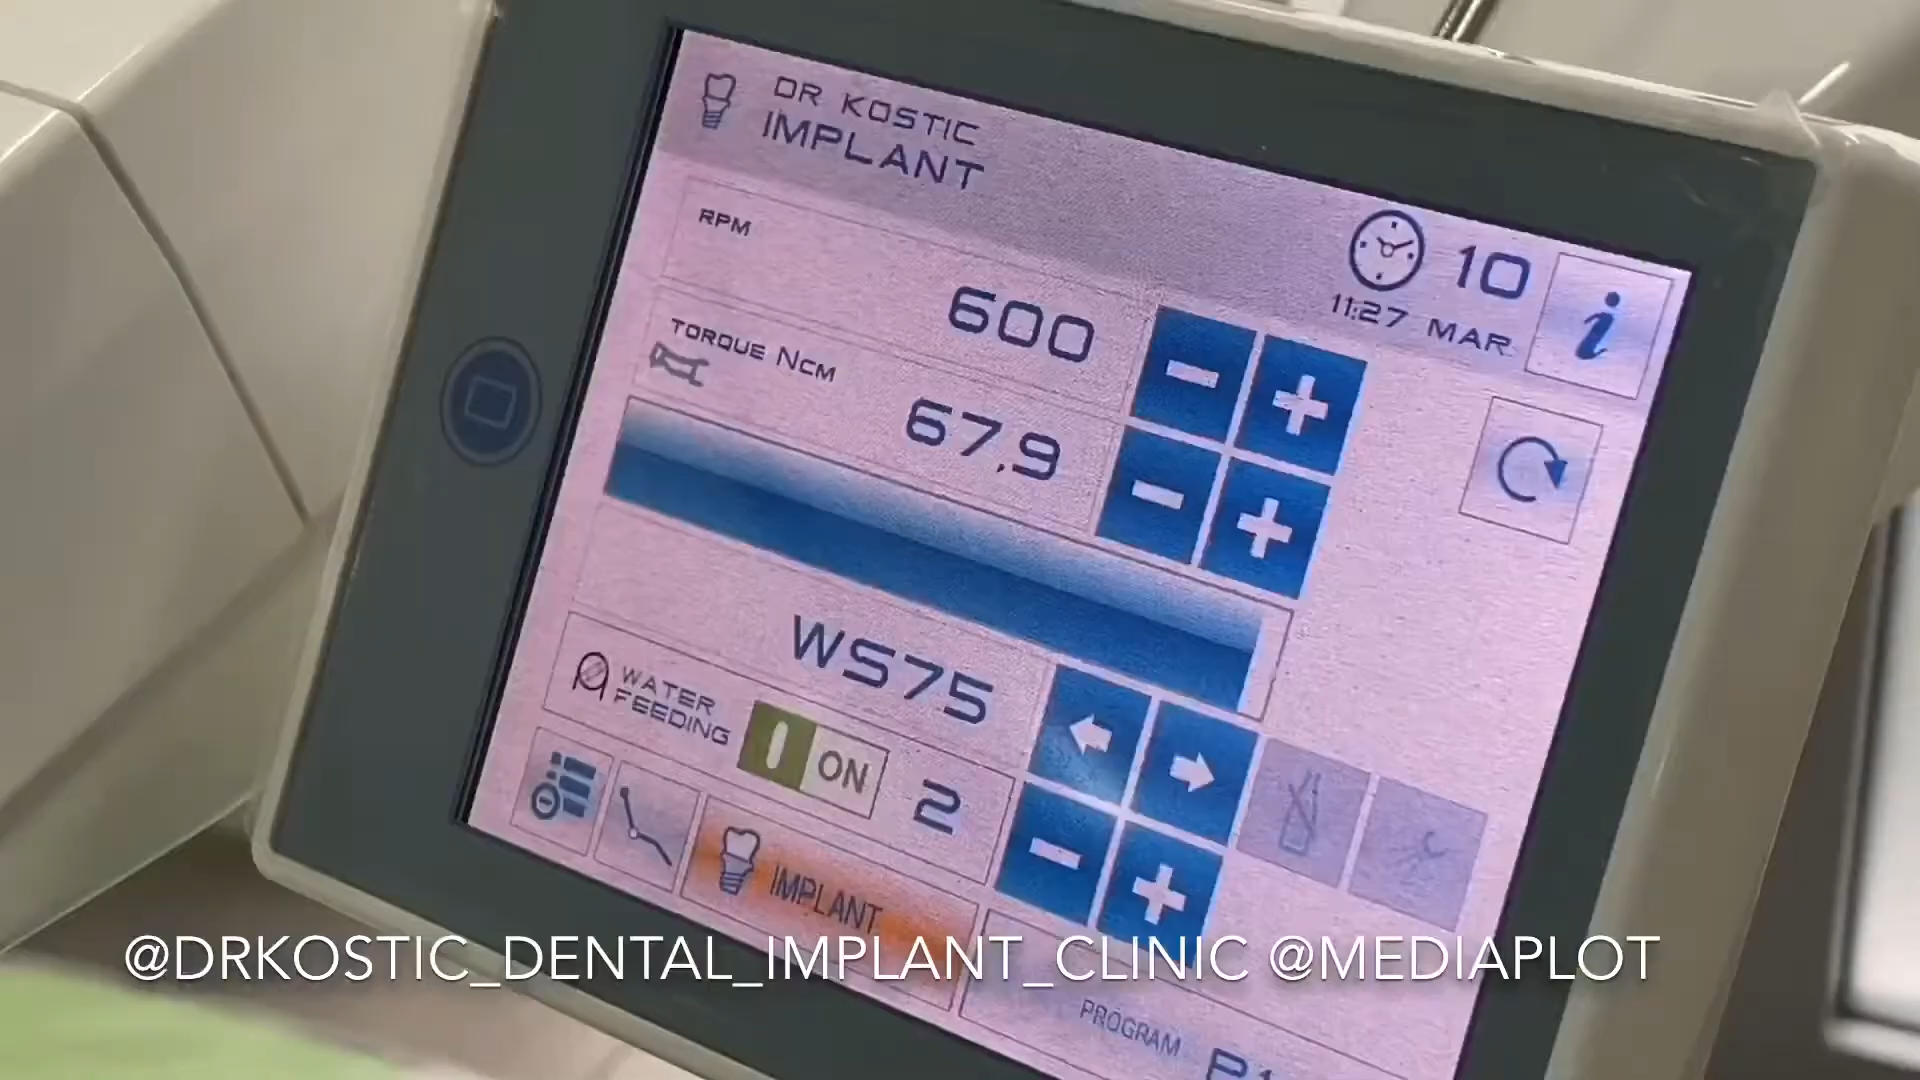 DR KOSTIC
IMPLANT
10
11:27 MAR
i
RPM
600
TORQUE NCM
67,9
WS75
WATER
FEEDING
ON
2
IMPLANT
@DRKOSTIC_DENTAL_IMPLANT_CLINIC @MEDIAPLOT
PROGRAM